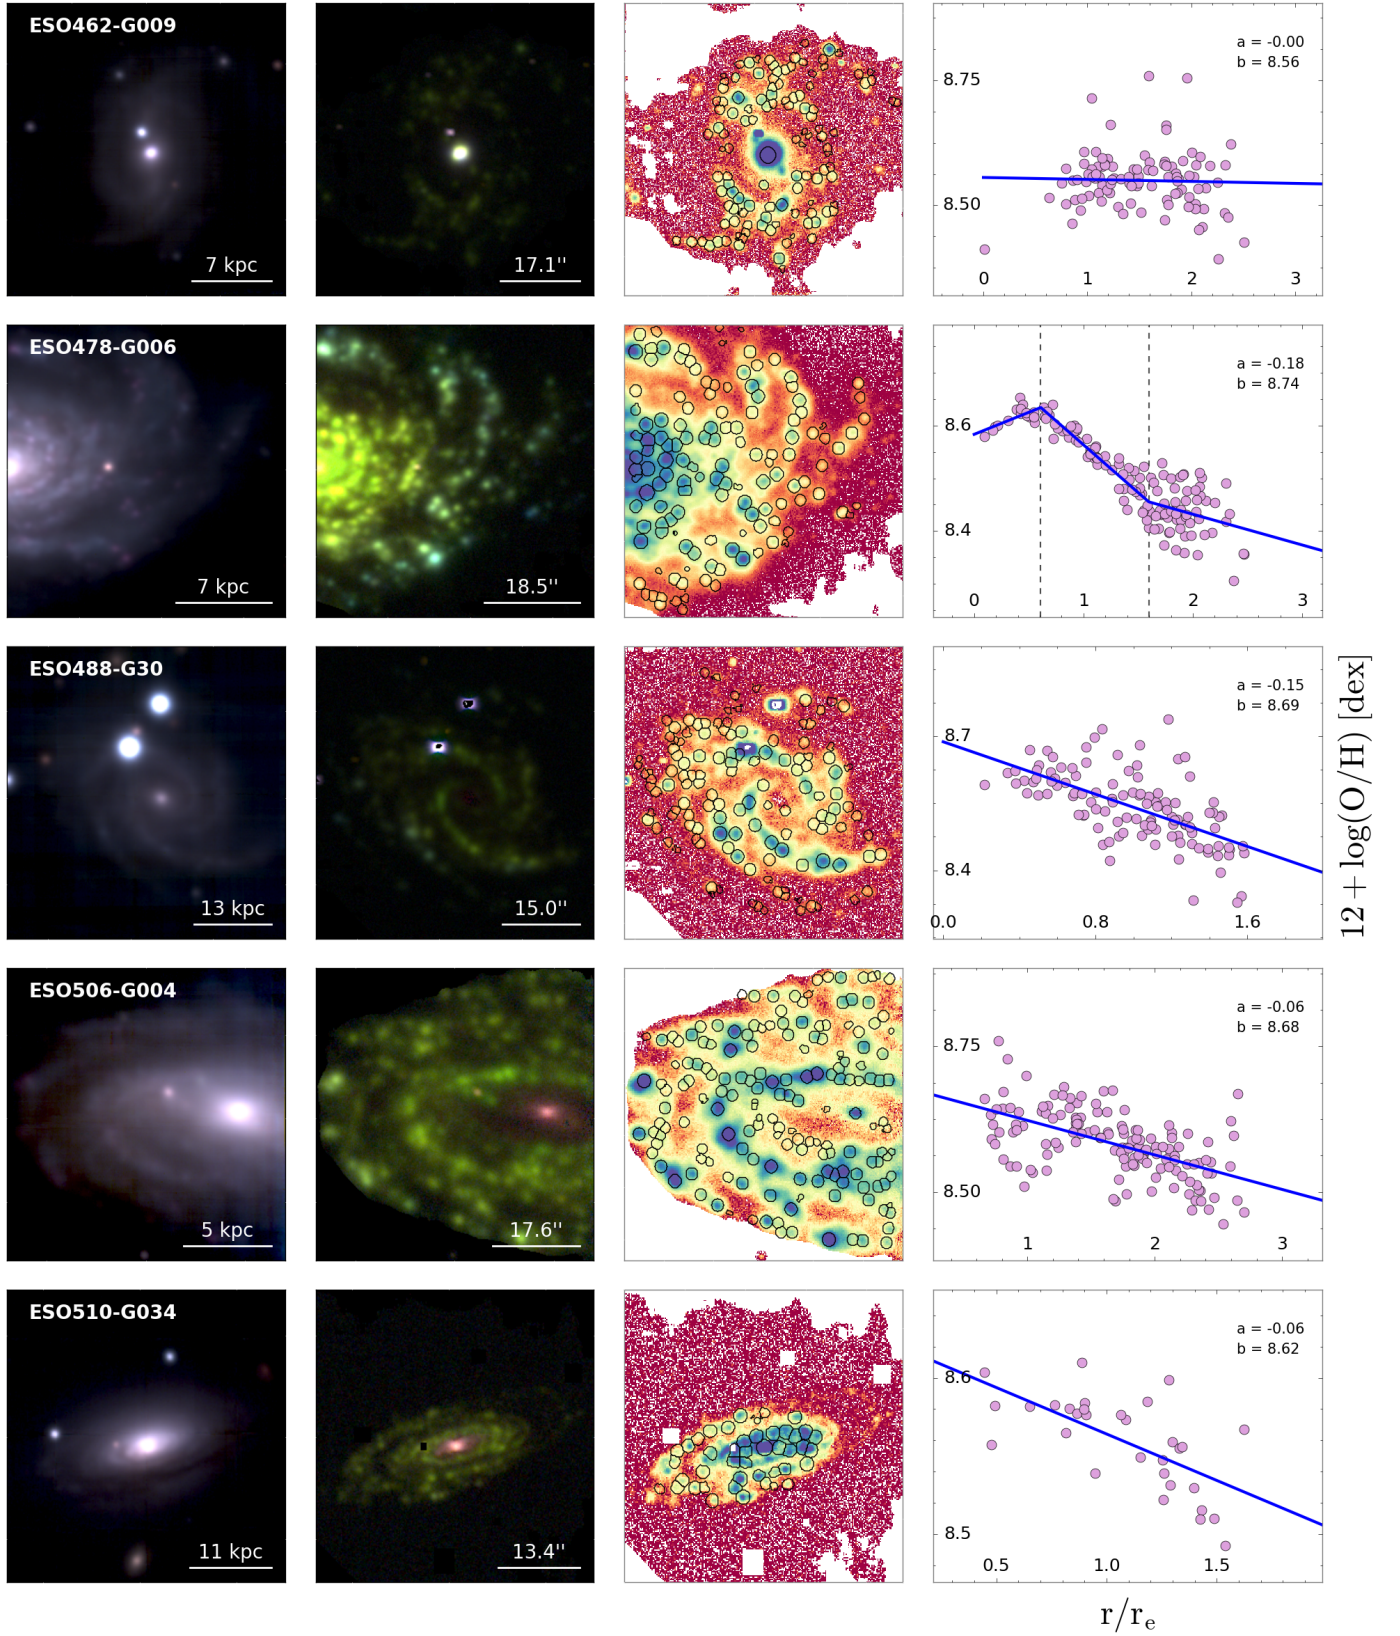 ESO462-G009
7 kpc
17.1''
a = -0.00
b = 8.56
8.75
8.50
0 1 2 3
ESO478-G006
7 kpc
18.5''
a = -0.18
b = 8.74
8.6
8.4
0 1 2 3
ESO488-G30
13 kpc
15.0''
a = -0.15
b = 8.69
8.7
8.4
0.0 0.8 1.6
12 + log(O/H) [dex]
ESO506-G004
5 kpc
17.6''
a = -0.06
b = 8.68
8.75
8.50
1 2 3
ESO510-G034
11 kpc
13.4''
a = -0.06
b = 8.62
8.6
8.5
0.5 1.0 1.5
r/re